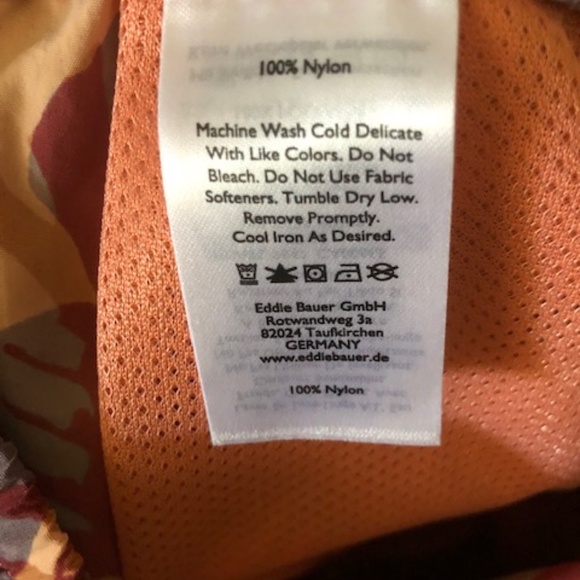 100% Nylon
Machine Wash Cold Delicate
With Like Colors. Do Not
Bleach. Do Not Use Fabric
Softeners. Tumble Dry Low.
Remove Promptly.
Cool Iron As Desired.
Eddie Bauer GmbH
Rotwandweg 3a
82024 Taufkirchen
GERMANY
www.eddiebauer.de
100% Nylon